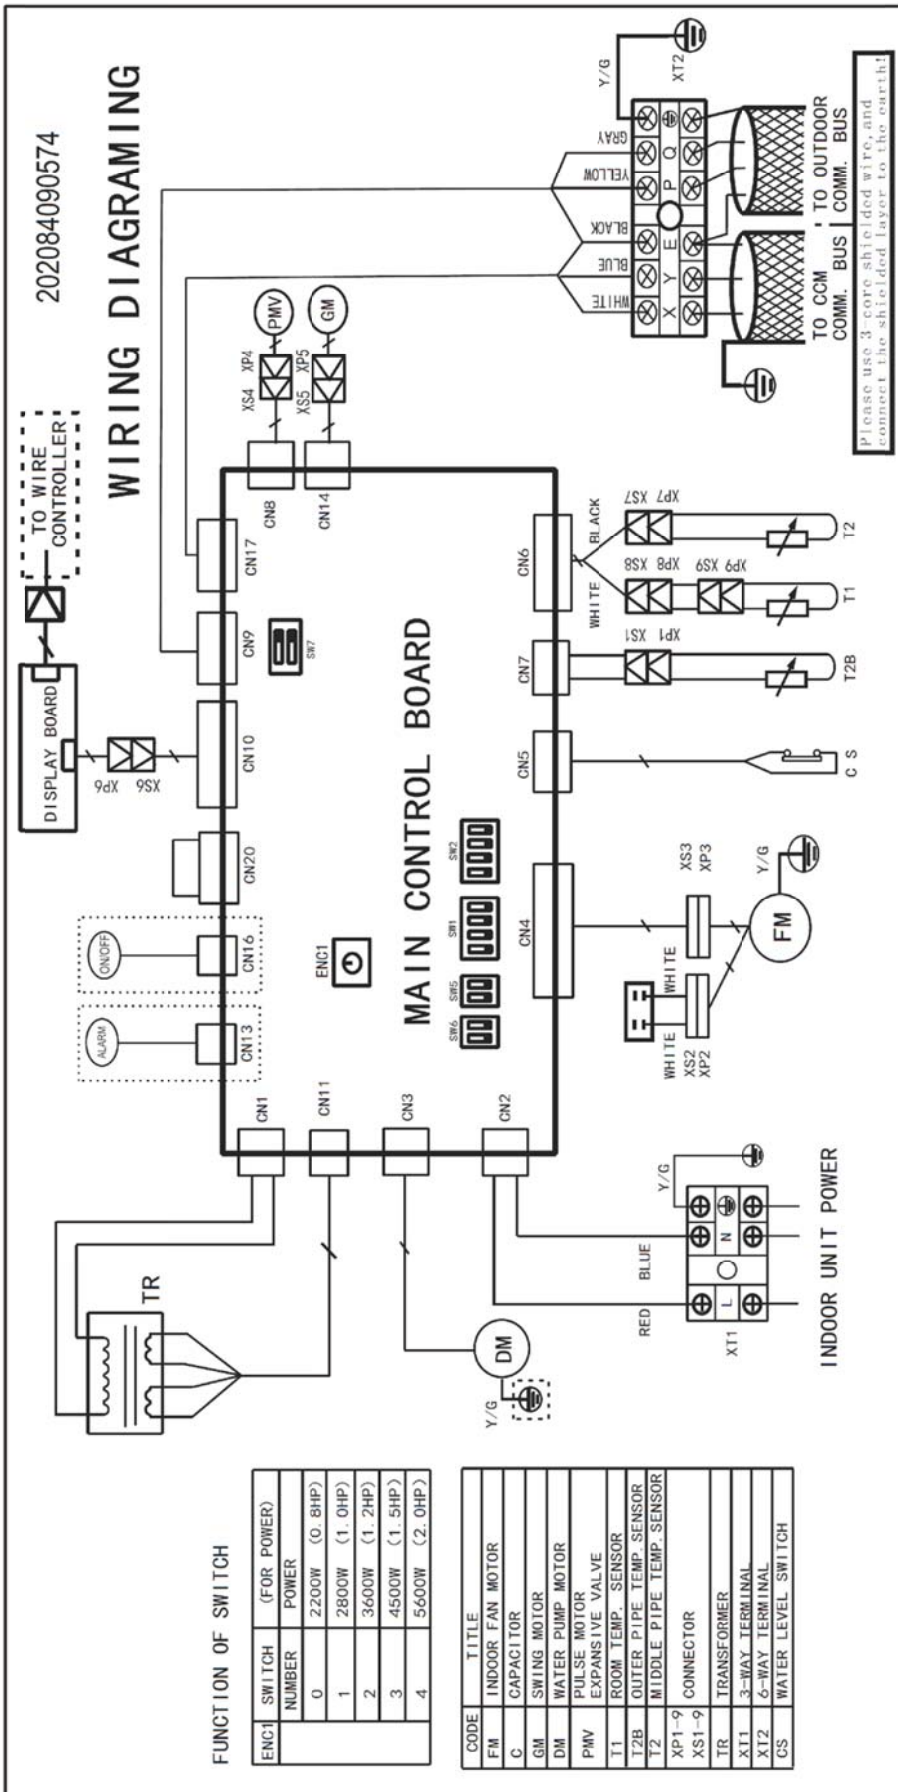 WIRING DIAGRAMING
202084090574
TO WIRE
CONTROLLER
DISPLAY BOARD
XP6
XS6
ALARM
ON/OFF
CN13
CN16
CN20
CN10
CN9
CN17
SW7
CN8
XS4
XP4
PMV
CN14
XS5
XP5
GM
TR
CN1
CN11
CN3
CN2
ENC1
MAIN CONTROL BOARD
SW6
SW5
SW1
SW2
CN4
CN5
CN7
CN6
DM
Y/G
RED
BLUE
Y/G
XT1
L
N
INDOOR UNIT POWER
WHITE
WHITE
XS2
XP2
XS3
XP3
FM
Y/G
C S
XS1
XP1
T2B
WHITE
BLACK
XS8
XP8
XS9
XP9
T1
XS7
XP7
T2
WHITE
BLUE
BLACK
YELLOW
GRAY
Y/G
XT2
X Y E P Q
TO CCM
COMM. BUS
TO OUTDOOR
COMM. BUS
Please use 3-core shielded wire, and
connect the shielded layer to the earth!
FUNCTION OF SWITCH
ENC1 SWITCH NUMBER (FOR POWER) POWER
0 2200W (0.8HP)
1 2800W (1.0HP)
2 3600W (1.2HP)
3 4500W (1.5HP)
4 5600W (2.0HP)
CODE TITLE
FM INDOOR FAN MOTOR
C CAPACITOR
GM SWING MOTOR
DM WATER PUMP MOTOR
PMV PULSE MOTOR
EXPANSIVE VALVE
T1 ROOM TEMP. SENSOR
T2B OUTER PIPE TEMP. SENSOR
T2 MIDDLE PIPE TEMP. SENSOR
XP1-9
XS1-9 CONNECTOR
TR TRANSFORMER
XT1 3-WAY TERMINAL
XT2 6-WAY TERMINAL
CS WATER LEVEL SWITCH